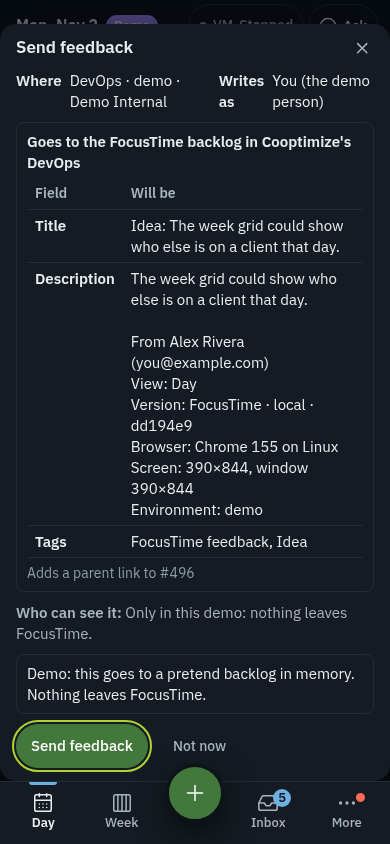 Mon, Nov 2 Demo VM Stopped Ask
Send feedback
Where DevOps · demo · Writes You (the demo
Demo Internal as person)
Goes to the FocusTime backlog in Cooptimize's
DevOps
Field Will be
Title Idea: The week grid could show
who else is on a client that day.
Description The week grid could show who
else is on a client that day.
From Alex Rivera
(you@example.com)
View: Day
Version: FocusTime · local ·
dd194e9
Browser: Chrome 155 on Linux
Screen: 390×844, window
390×844
Environment: demo
Tags FocusTime feedback, Idea
Adds a parent link to #496
Who can see it: Only in this demo: nothing leaves
FocusTime.
Demo: this goes to a pretend backlog in memory.
Nothing leaves FocusTime.
Send feedback Not now
5
Day Week Inbox More